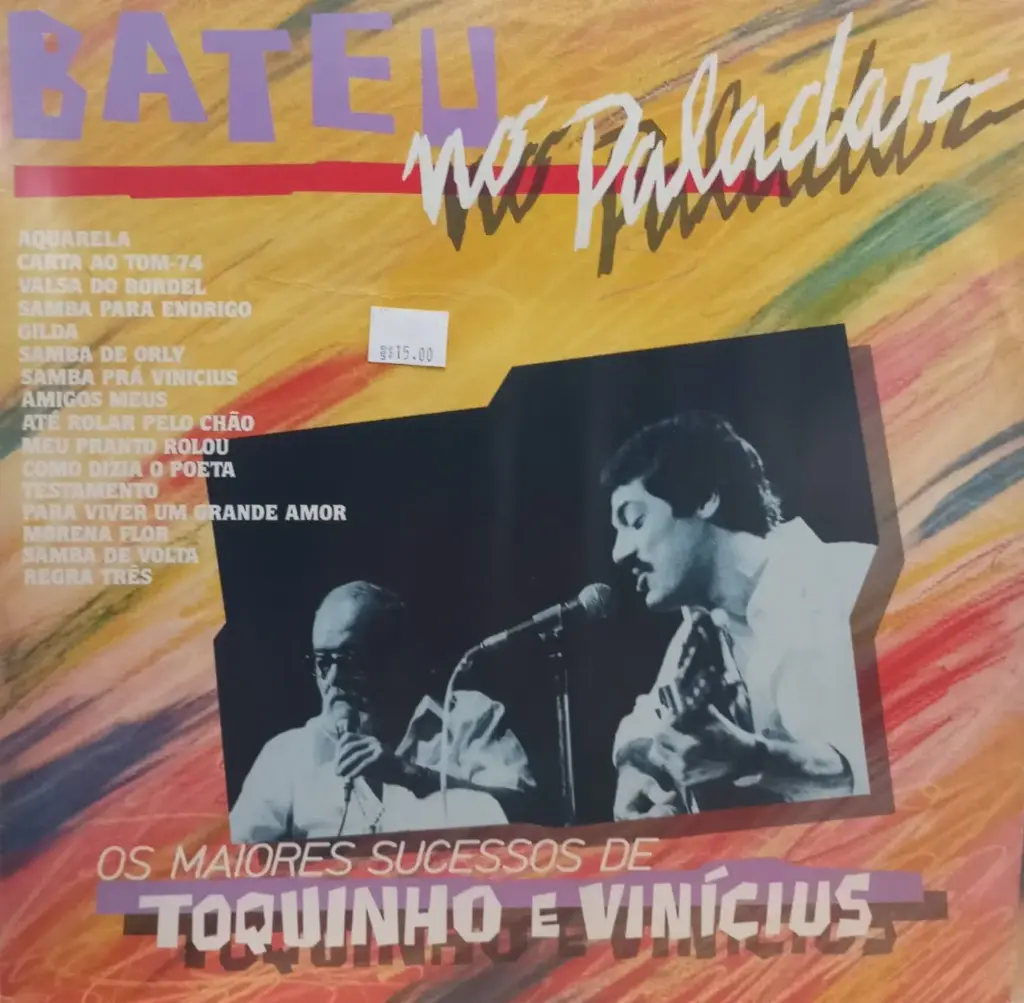 BATEU
no Paladar
AQUARELA
CARTA AO TOM-74
VALSA DO BORDEL
SAMBA PARA ENDRIGO
GILDA
SAMBA DE ORLY
SAMBA PRÁ VINICIUS
AMIGOS MEUS
ATÉ ROLAR PELO CHÃO
MEU PRANTO ROLOU
COMO DIZIA O POETA
TESTAMENTO
PARA VIVER UM GRANDE AMOR
MORENA FLOR
SAMBA DE VOLTA
REGRA TRÊS
15.00
OS MAIORES SUCESSOS DE
TOQUINHO E VINÍCIUS